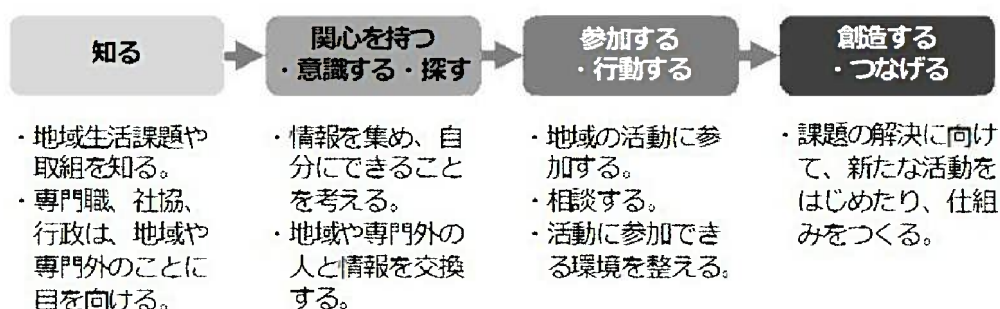 知る
関心を持つ
・意識する・探す
参加する
・行動する
創造する
・つなげる
・地域生活課題や
取組を知る。
・専門職、社協、
行政は、地域や
専門外のことに
目を向ける。
・情報を集め、自
分にできること
を考える。
・地域や専門外の
人と情報を交換
する。
・地域の活動に参
加する。
・相談する。
・活動に参加でき
る環境を整える。
・課題の解決に向け
て、新たな活動を
はじめたり、仕組
みをつくる。